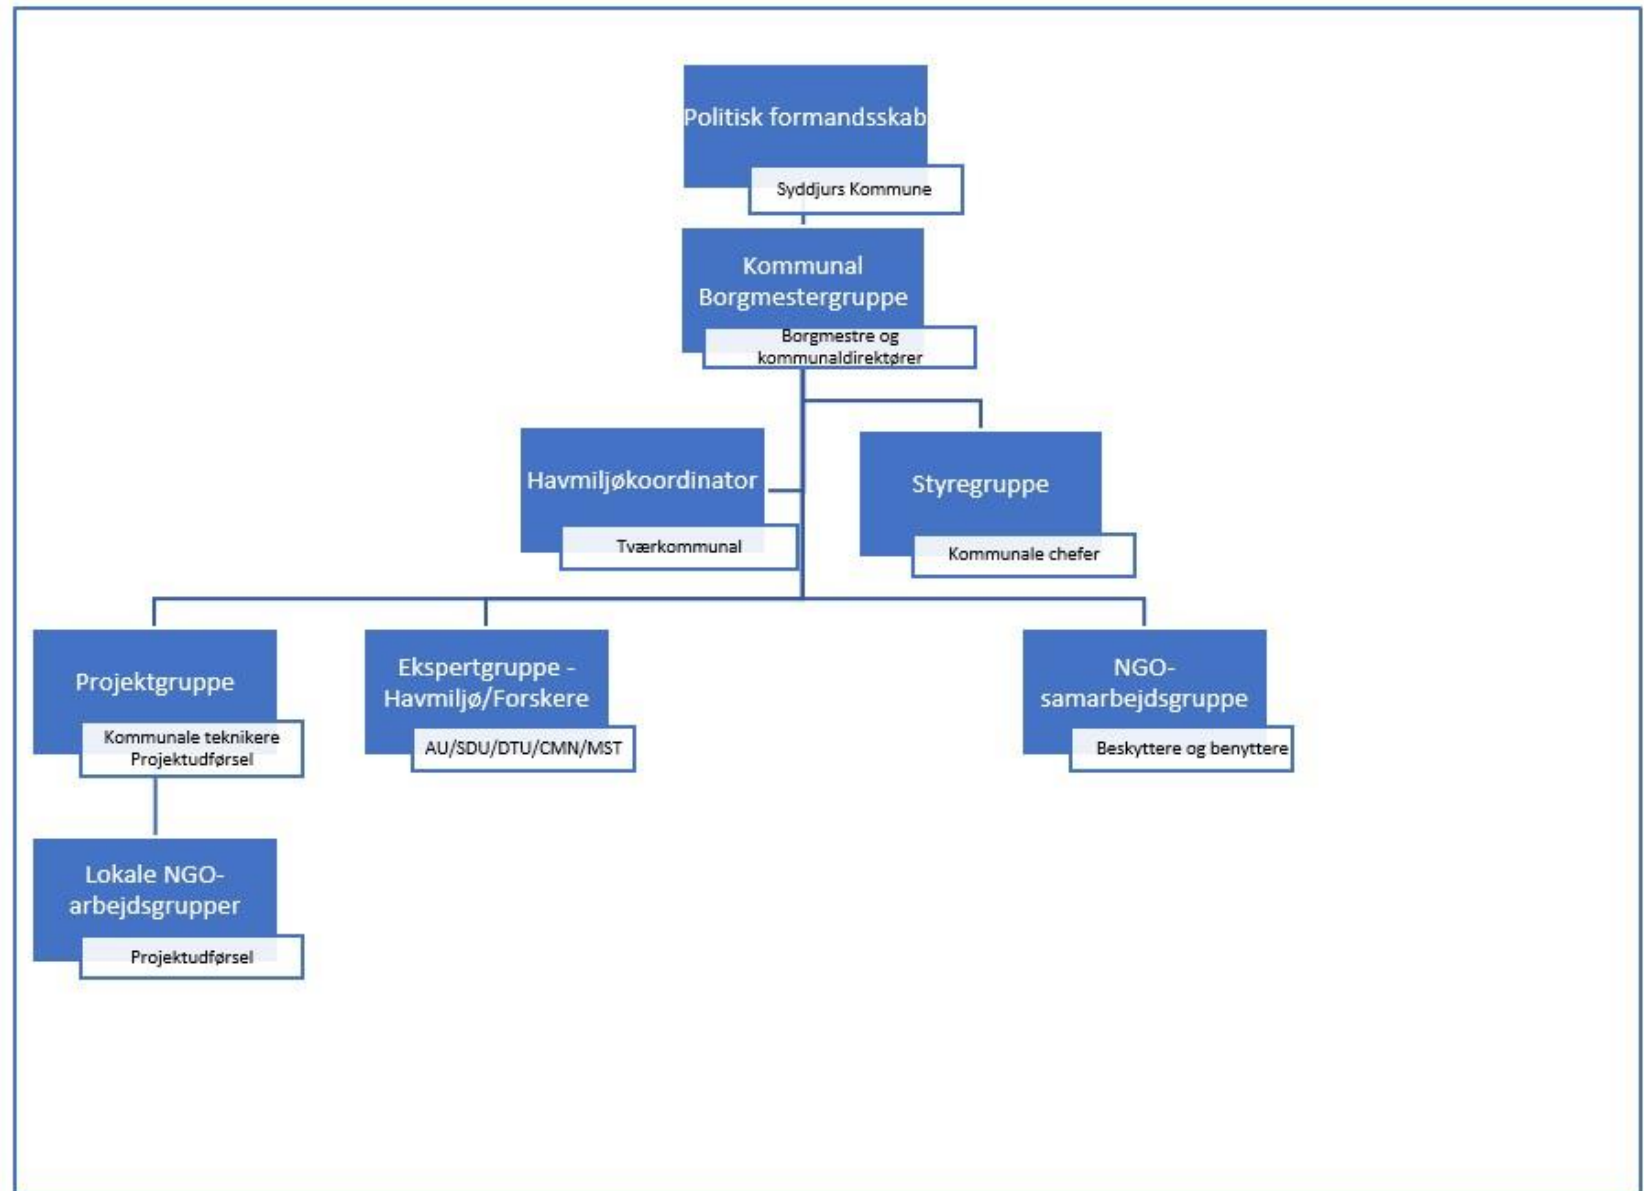 Politisk formandsskab
Syddjurs Kommune
Kommunal
Borgmestergruppe
Borgmestre og
kommunaldirektører
Havmiljøkoordinator
Tværkommunal
Styregruppe
Kommunale chefer
Projektgruppe
Kommunale teknikere
Projektudførsel
Ekspertgruppe -
Havmiljø/Forskere
AU/SDU/DTU/CMN/MST
NGO-
samarbejdsgruppe
Beskyttere og benyttere
Lokale NGO-
arbejdsgrupper
Projektudførsel